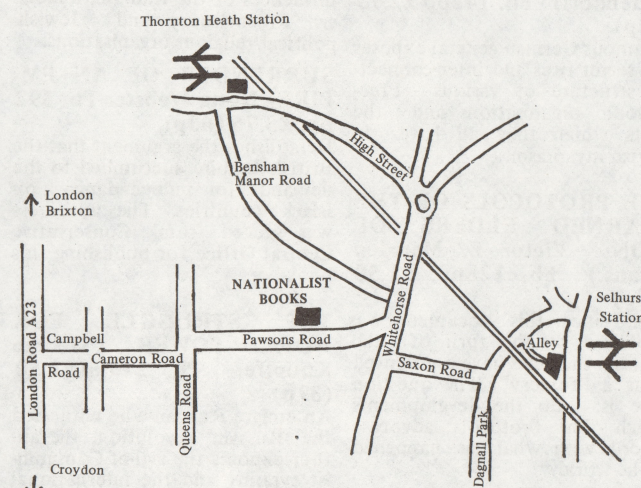 Thornton Heath Station
High Street
Bensham
Manor Road
London
Brixton
NATIONALIST
BOOKS
Whitehorse Road
Selhurs
Station
London Road A23
Campbell
Road
Cameron Road
Queens Road
Pawsons Road
Saxon Road
Alley
Dagnall Park
Croydon